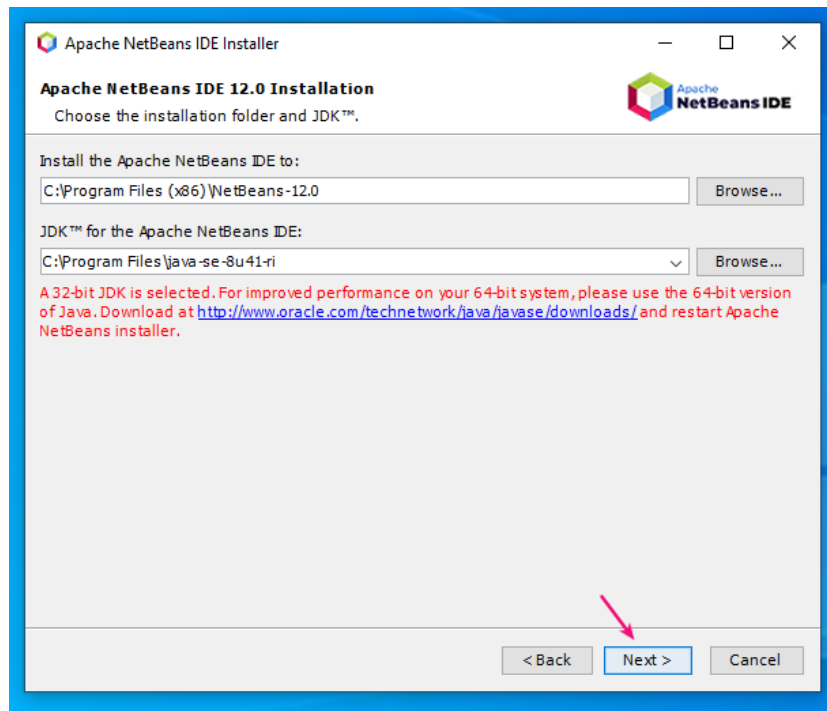 Apache NetBeans IDE Installer
Apache NetBeans IDE 12.0 Installation
Choose the installation folder and JDK™.
Apache
NetBeans IDE
Install the Apache NetBeans IDE to:
C:\Program Files (x86)\NetBeans-12.0
Browse...
JDK™ for the Apache NetBeans IDE:
C:\Program Files\java-se-8u41-ri
Browse...
A 32-bit JDK is selected. For improved performance on your 64-bit system, please use the 64-bit version
of Java. Download at http://www.oracle.com/technetwork/java/javase/downloads/ and restart Apache
NetBeans installer.
< Back
Next >
Cancel